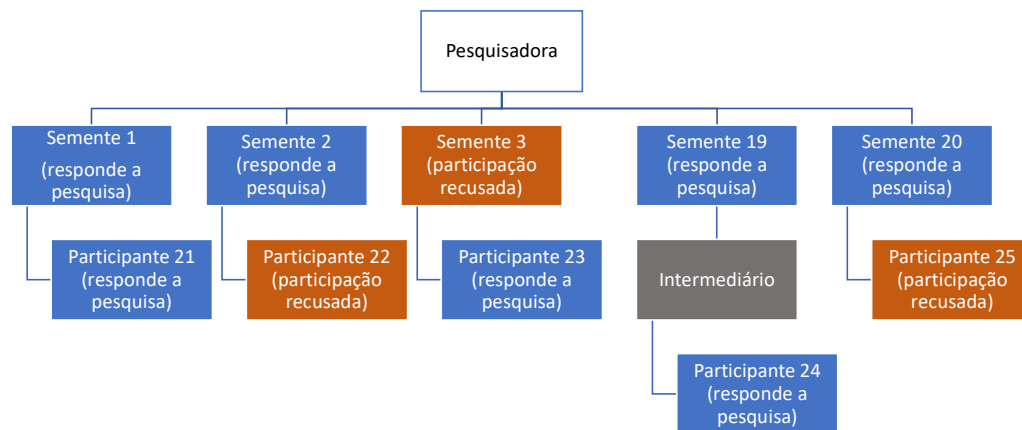 Pesquisadora
Semente 1
(responde a
pesquisa)
Semente 2
(responde a
pesquisa)
Semente 3
(participação
recusada)
Semente 19
(responde a
pesquisa)
Semente 20
(responde a
pesquisa)
Participante 21
(responde a
pesquisa)
Participante 22
(participação
recusada)
Participante 23
(responde a
pesquisa)
Intermediário
Participante 25
(participação
recusada)
Participante 24
(responde a
pesquisa)